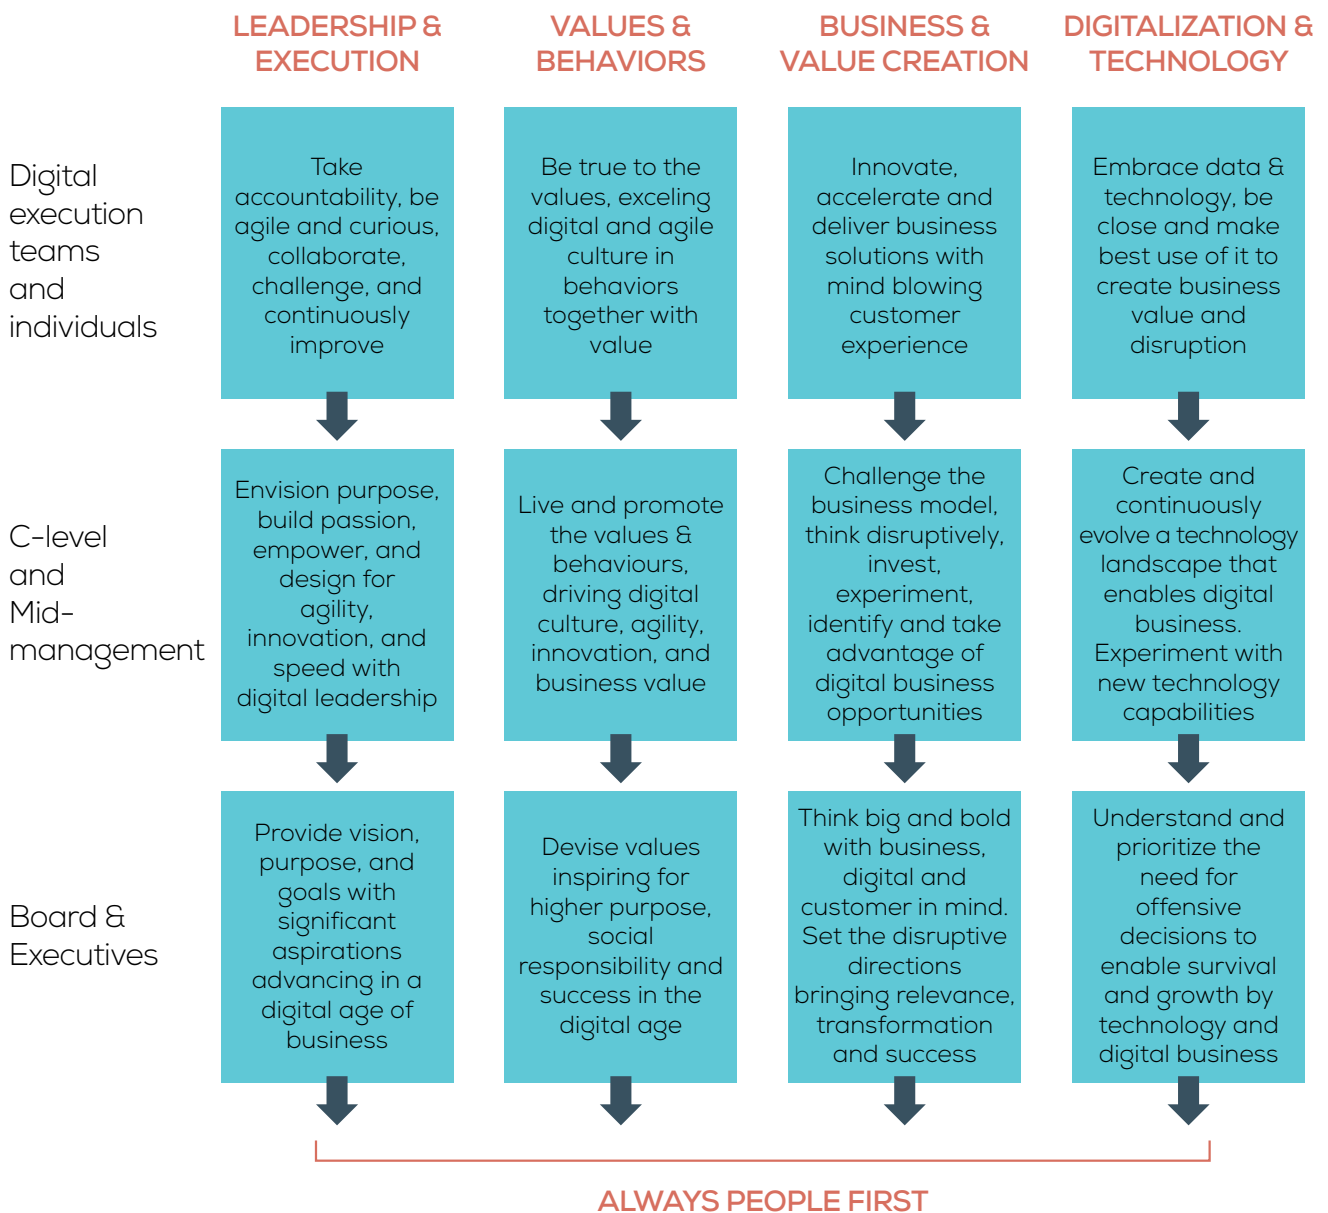 LEADERSHIP &
EXECUTION
VALUES &
BEHAVIORS
BUSINESS &
VALUE CREATION
DIGITALIZATION &
TECHNOLOGY
Digital
execution
teams
and
individuals
Take
accountability, be
agile and curious,
collaborate,
challenge, and
continuously
improve
Be true to the
values, exceling
digital and agile
culture in
behaviors
together with
value
Innovate,
accelerate and
deliver business
solutions with
mind blowing
customer
experience
Embrace data &
technology, be
close and make
best use of it to
create business
value and
disruption
C-level
and
Mid-
management
Envision purpose,
build passion,
empower, and
design for
agility,
innovation, and
speed with
digital leadership
Live and promote
the values &
behaviours,
driving digital
culture, agility,
innovation, and
business value
Challenge the
business model,
think disruptively,
invest,
experiment,
identify and take
advantage of
digital business
opportunities
Create and
continuously
evolve a technology
landscape that
enables digital
business.
Experiment with
new technology
capabilities
Board &
Executives
Provide vision,
purpose, and
goals with
significant
aspirations
advancing in a
digital age of
business
Devise values
inspiring for
higher purpose,
social
responsibility and
success in the
digital age
Think big and bold
with business,
digital and
customer in mind.
Set the disruptive
directions
bringing relevance,
transformation
and success
Understand and
prioritize the
need for
offensive
decisions to
enable survival
and growth by
technology and
digital business
ALWAYS PEOPLE FIRST